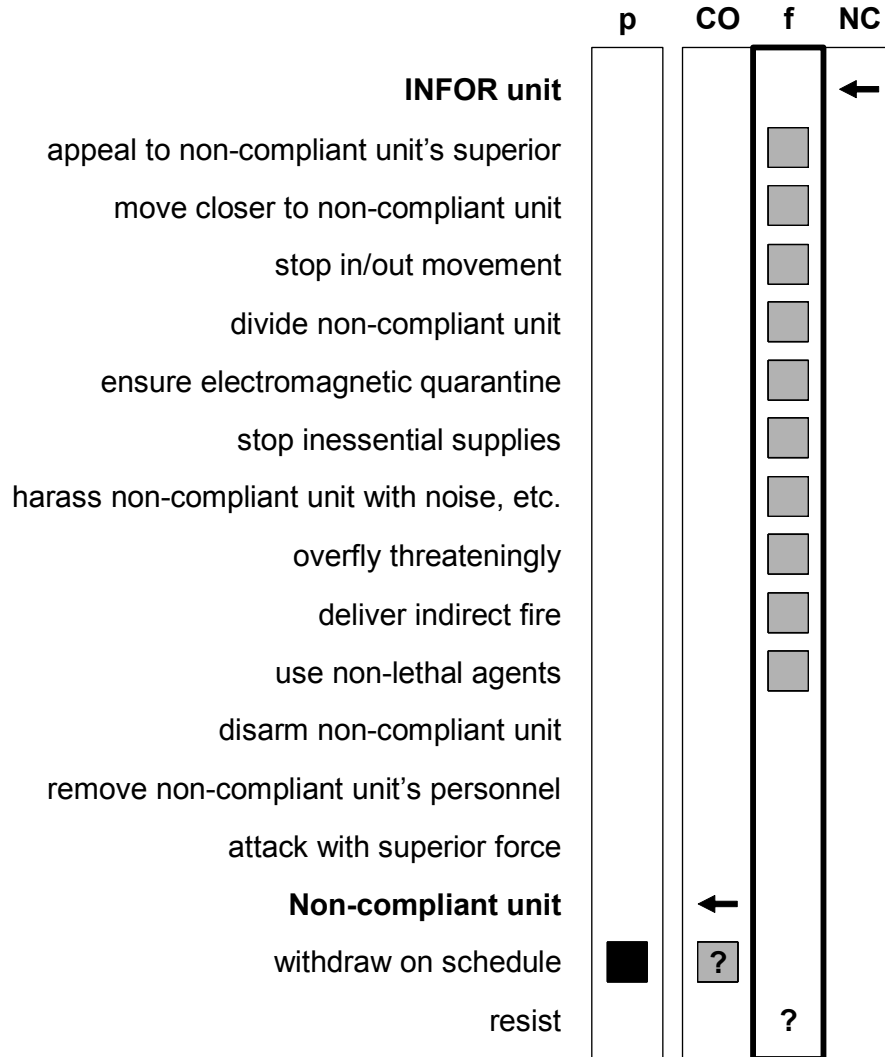 p CO f NC
INFOR unit
appeal to non-compliant unit’s superior
move closer to non-compliant unit
stop in/out movement
divide non-compliant unit
ensure electromagnetic quarantine
stop inessential supplies
harass non-compliant unit with noise, etc.
overfly threateningly
deliver indirect fire
use non-lethal agents
disarm non-compliant unit
remove non-compliant unit’s personnel
attack with superior force
Non-compliant unit
withdraw on schedule ?
resist ?